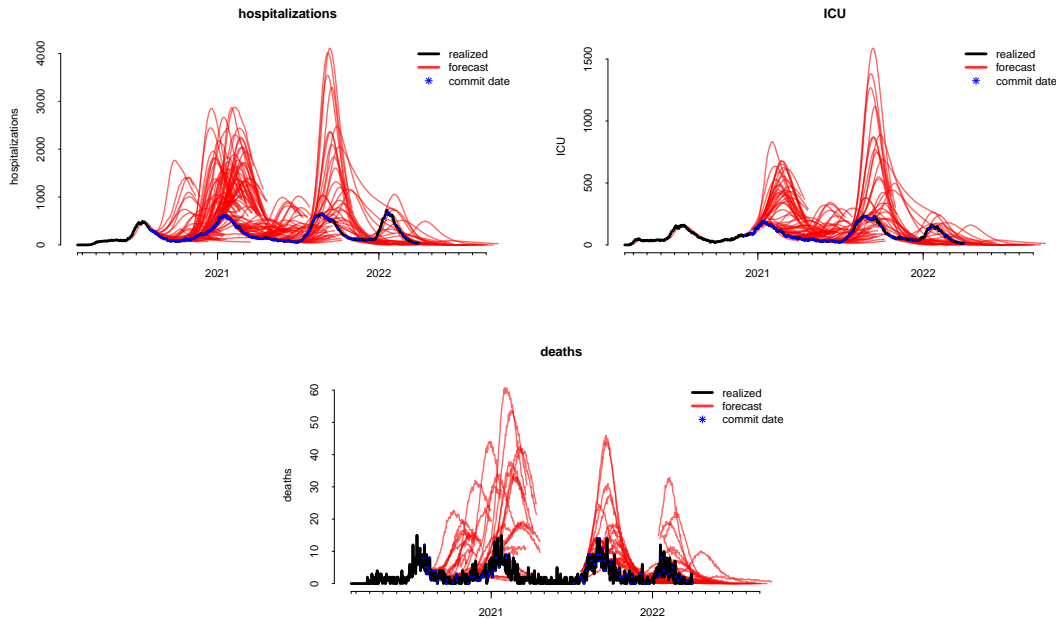 hospitalizations
hospitalizations
0
1000
2000
3000
4000
2021
2022
realized
forecast
commit date
ICU
ICU
0
500
1000
1500
2021
2022
realized
forecast
commit date
deaths
deaths
0
10
20
30
40
50
60
2021
2022
realized
forecast
commit date